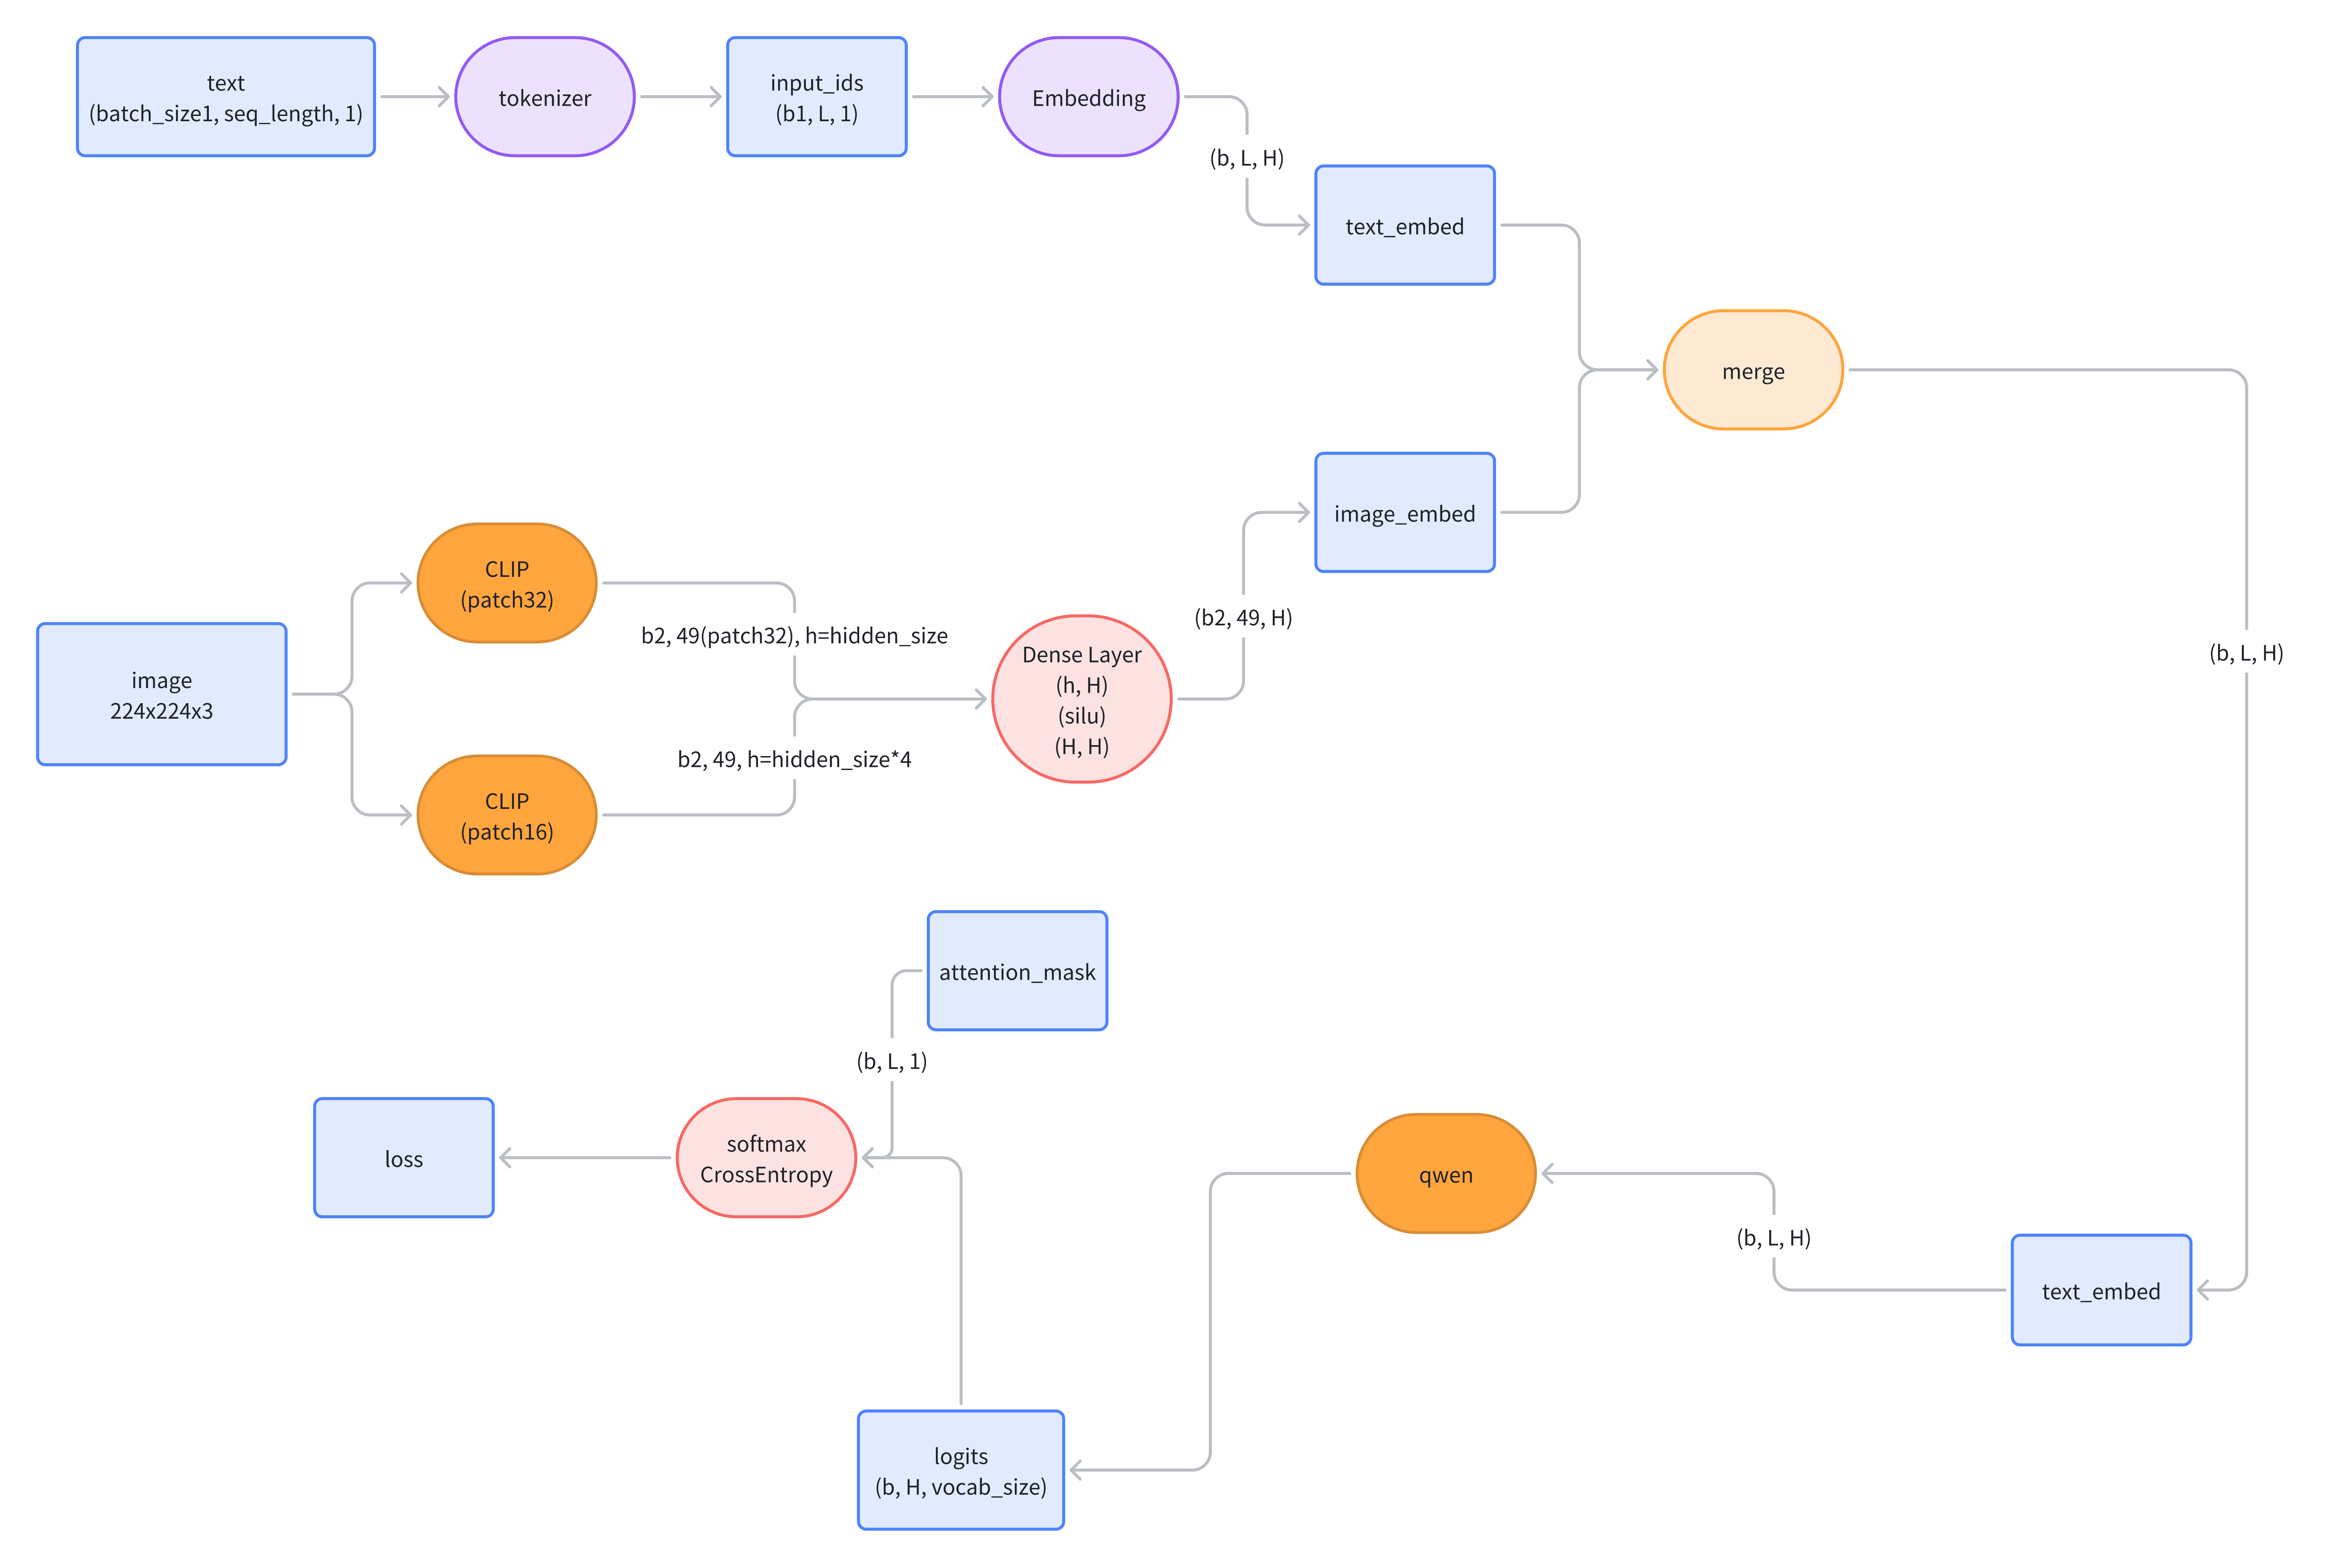 text
(batch_size1, seq_length, 1)
tokenizer
input_ids
(b1, L, 1)
Embedding
(b, L, H)
text_embed
merge
image_embed
CLIP
(patch32)
b2, 49(patch32), h=hidden_size
(b2, 49, H)
image
224x224x3
Dense Layer
(h, H)
(silu)
(H, H)
(b, L, H)
b2, 49, h=hidden_size*4
CLIP
(patch16)
attention_mask
(b, L, 1)
loss
softmax
CrossEntropy
qwen
(b, L, H)
text_embed
logits
(b, H, vocab_size)